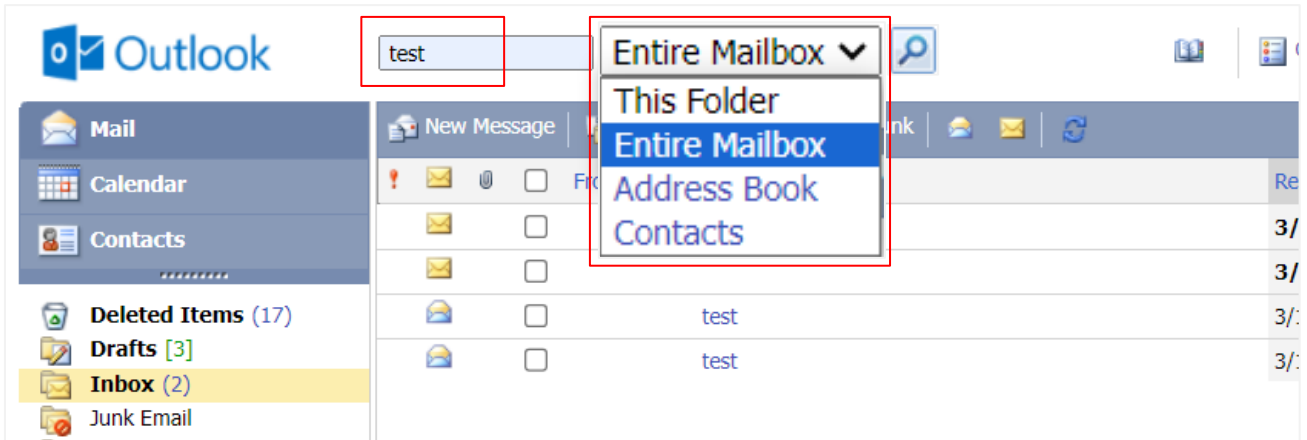 Outlook
test
Entire Mailbox
This Folder
Entire Mailbox
Address Book
Contacts
Mail
Calendar
Contacts
New Message
Deleted Items (17)
Drafts [3]
Inbox (2)
Junk Email
test
test